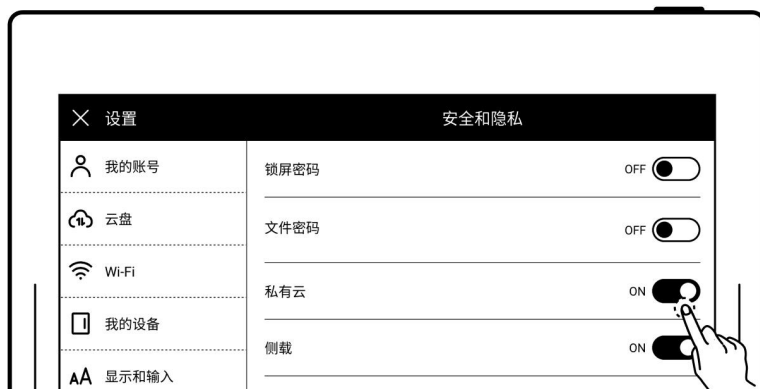 设置
安全和隐私
我的账号
锁屏密码 OFF
云盘
文件密码 OFF
Wi-Fi
私有云 ON
我的设备
侧载 ON
AA 显示和输入